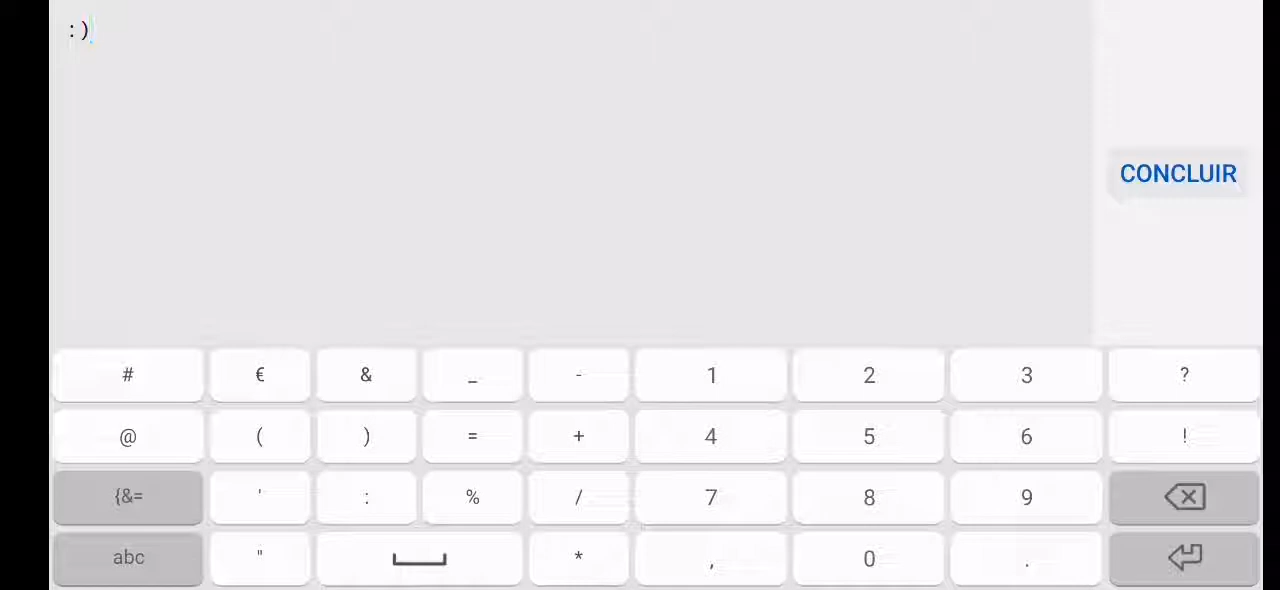 :)
CONCLUIR
# € & _ - 1 2 3 ?
@ ( ) = + 4 5 6 !
{&= ' : % / 7 8 9
abc " * , 0 .